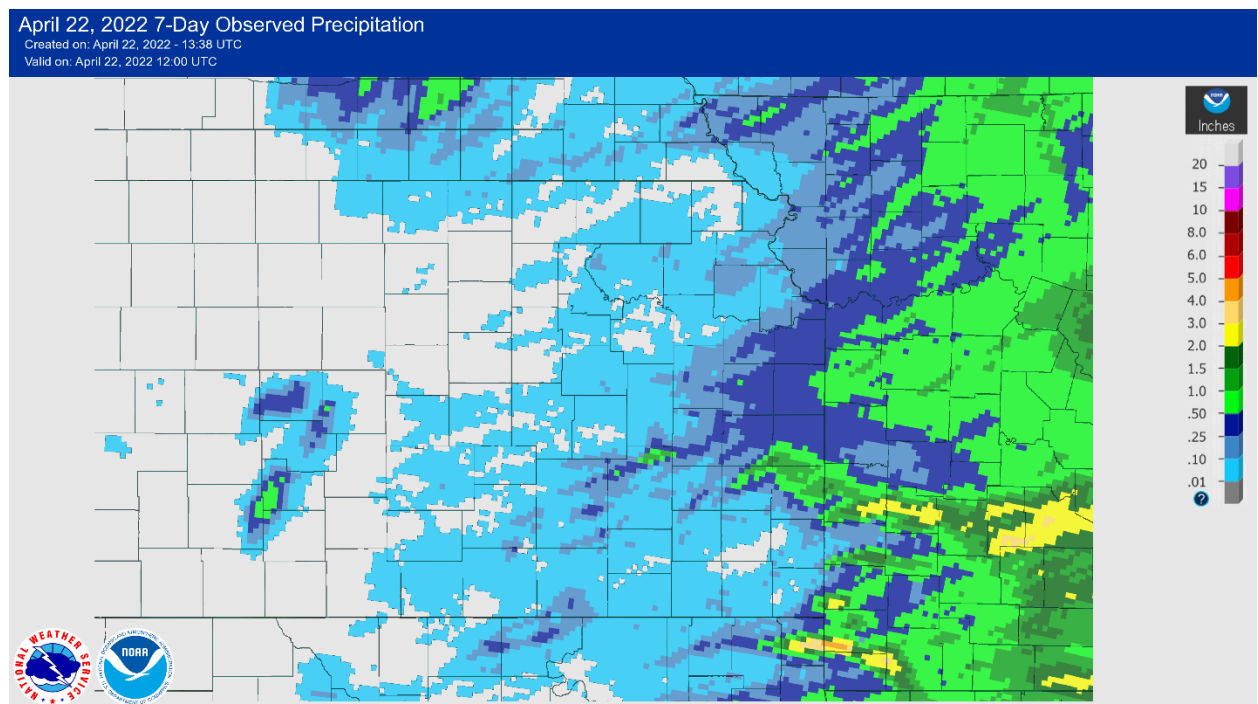 April 22, 2022 7-Day Observed Precipitation
Created on: April 22, 2022 - 13:38 UTC
Valid on: April 22, 2022 12:00 UTC
NOAA
Inches
20
15
10
8.0
6.0
5.0
4.0
3.0
2.0
1.5
1.0
.50
.25
.10
.01
?
NATIONAL WEATHER SERVICE
NOAA